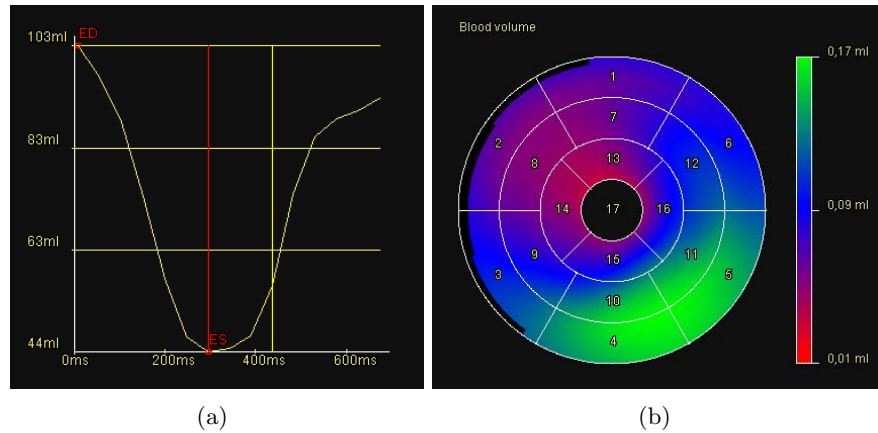 ED
103ml
83ml
63ml
44ml
ES
0ms 200ms 400ms 600ms
(a)
Blood volume
0,17 ml
0,09 ml
0,01 ml
1
7
2
6
13
8
12
14
17
16
9
15
11
3
5
10
4
(b)